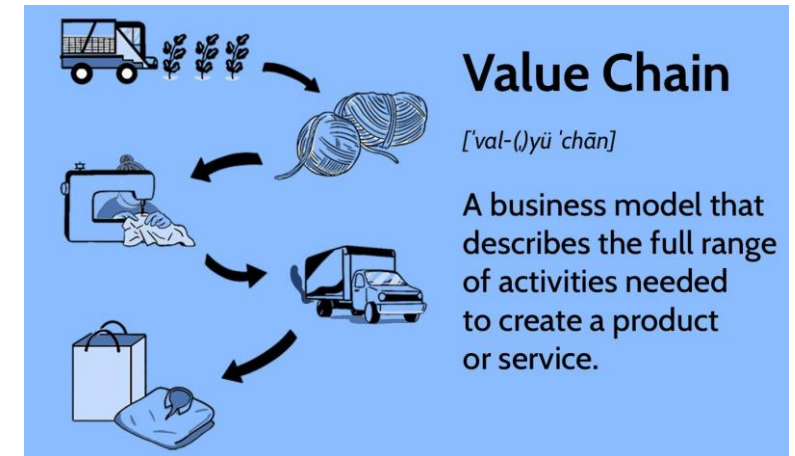 Value Chain
['val-(,)yü 'chān]
A business model that
describes the full range
of activities needed
to create a product
or service.